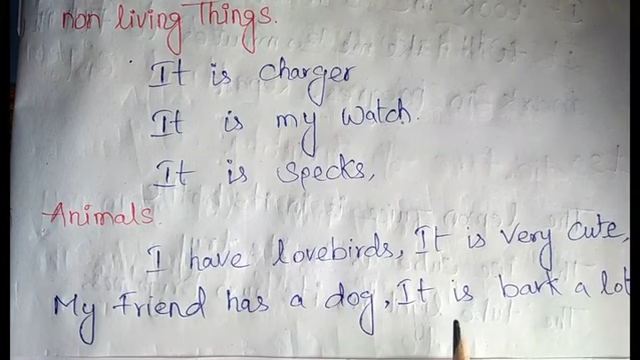 non living Things.
It is charger
It is my watch.
It is specks,
Animals.
I have lovebirds, It is very cute,
My Friend has a dog, It is bark a lot